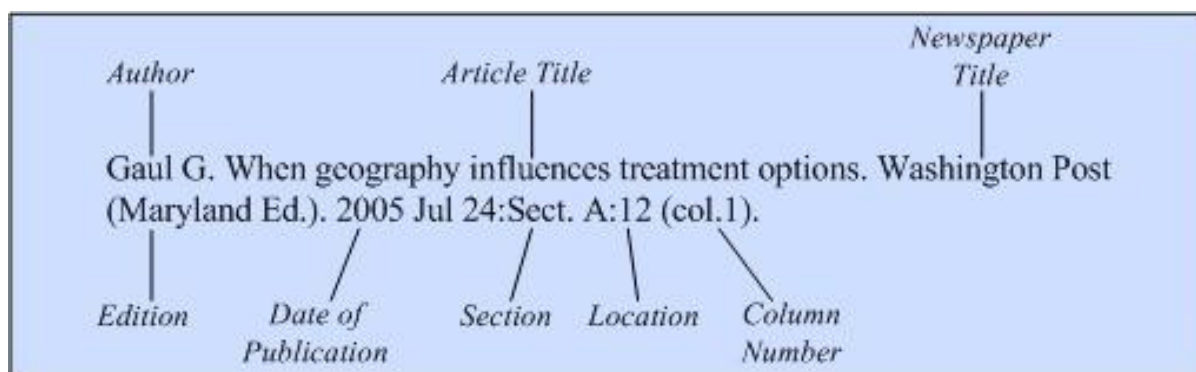 Newspaper
Author Article Title Title
Gaul G. When geography influences treatment options. Washington Post
(Maryland Ed.). 2005 Jul 24:Sect. A:12 (col.1).
Edition Date of Section Location Column
Publication Number